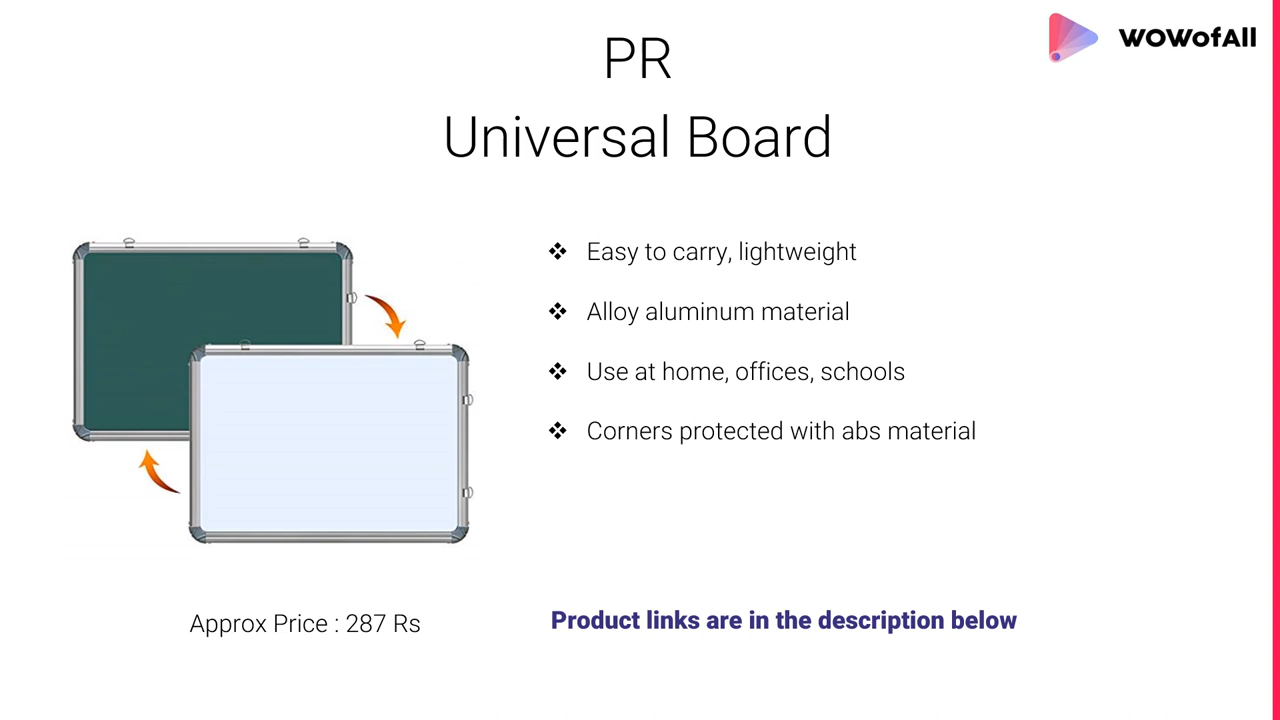 PR
Universal Board
WOWofAll
❖ Easy to carry, lightweight
❖ Alloy aluminum material
❖ Use at home, offices, schools
❖ Corners protected with abs material
Approx Price : 287 Rs
Product links are in the description below